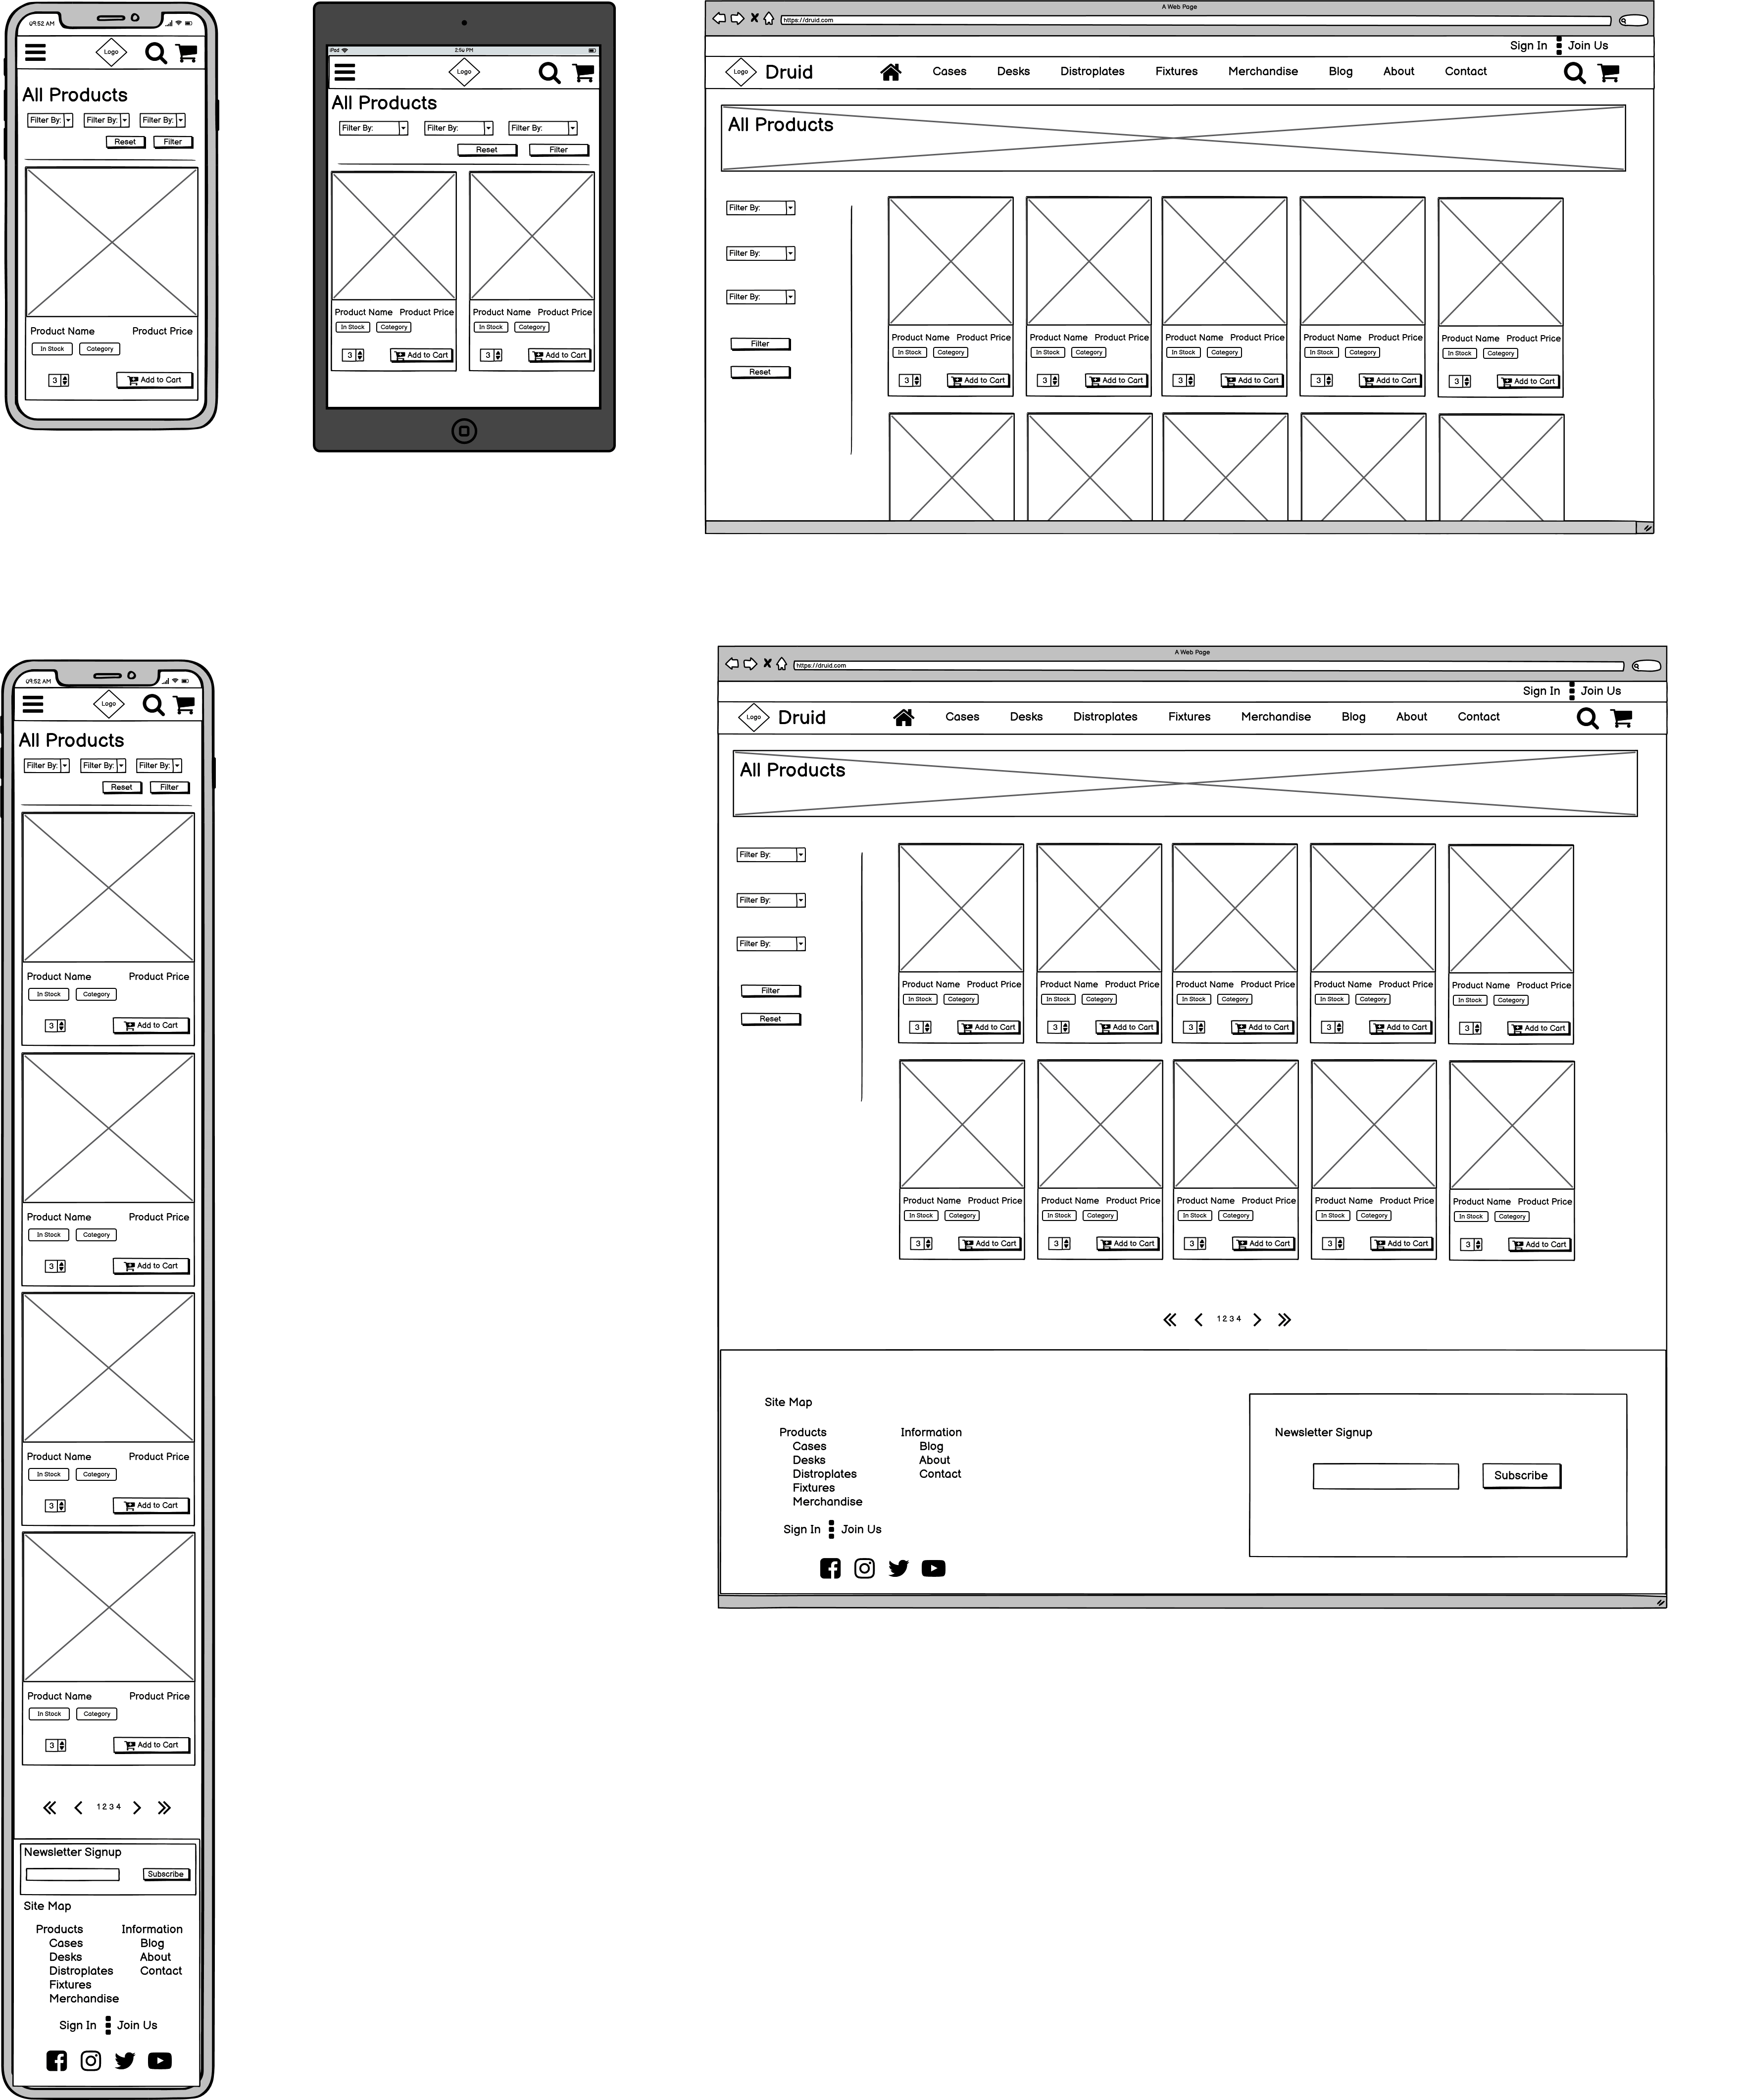 09:52 AM
Logo
All Products
Filter By: Filter By: Filter By:
Reset Filter
Product Name Product Price
In Stock Category
3 Add to Cart
iPad 2:50 PM
Logo
All Products
Filter By: Filter By: Filter By:
Reset Filter
Product Name Product Price Product Name Product Price
In Stock Category In Stock Category
3 Add to Cart 3 Add to Cart
A Web Page
https://druid.com
Sign In Join Us
Logo Druid Cases Desks Distroplates Fixtures Merchandise Blog About Contact
All Products
Filter By:
Filter By:
Filter By:
Filter
Reset
Product Name Product Price Product Name Product Price Product Name Product Price Product Name Product Price Product Name Product Price
In Stock Category In Stock Category In Stock Category In Stock Category In Stock Category
3 Add to Cart 3 Add to Cart 3 Add to Cart 3 Add to Cart 3 Add to Cart
09:52 AM
Logo
All Products
Filter By: Filter By: Filter By:
Reset Filter
Product Name Product Price
In Stock Category
3 Add to Cart
Product Name Product Price
In Stock Category
3 Add to Cart
Product Name Product Price
In Stock Category
3 Add to Cart
Product Name Product Price
In Stock Category
3 Add to Cart
1 2 3 4
Newsletter Signup
Subscribe
Site Map
Products Information
Cases Blog
Desks About
Distroplates Contact
Fixtures
Merchandise
Sign In Join Us
A Web Page
https://druid.com
Sign In Join Us
Logo Druid Cases Desks Distroplates Fixtures Merchandise Blog About Contact
All Products
Filter By:
Filter By:
Filter By:
Filter
Reset
Product Name Product Price Product Name Product Price Product Name Product Price Product Name Product Price Product Name Product Price
In Stock Category In Stock Category In Stock Category In Stock Category In Stock Category
3 Add to Cart 3 Add to Cart 3 Add to Cart 3 Add to Cart 3 Add to Cart
Product Name Product Price Product Name Product Price Product Name Product Price Product Name Product Price Product Name Product Price
In Stock Category In Stock Category In Stock Category In Stock Category In Stock Category
3 Add to Cart 3 Add to Cart 3 Add to Cart 3 Add to Cart 3 Add to Cart
1 2 3 4
Site Map
Products Information
Cases Blog
Desks About
Distroplates Contact
Fixtures
Merchandise
Sign In Join Us
Newsletter Signup
Subscribe